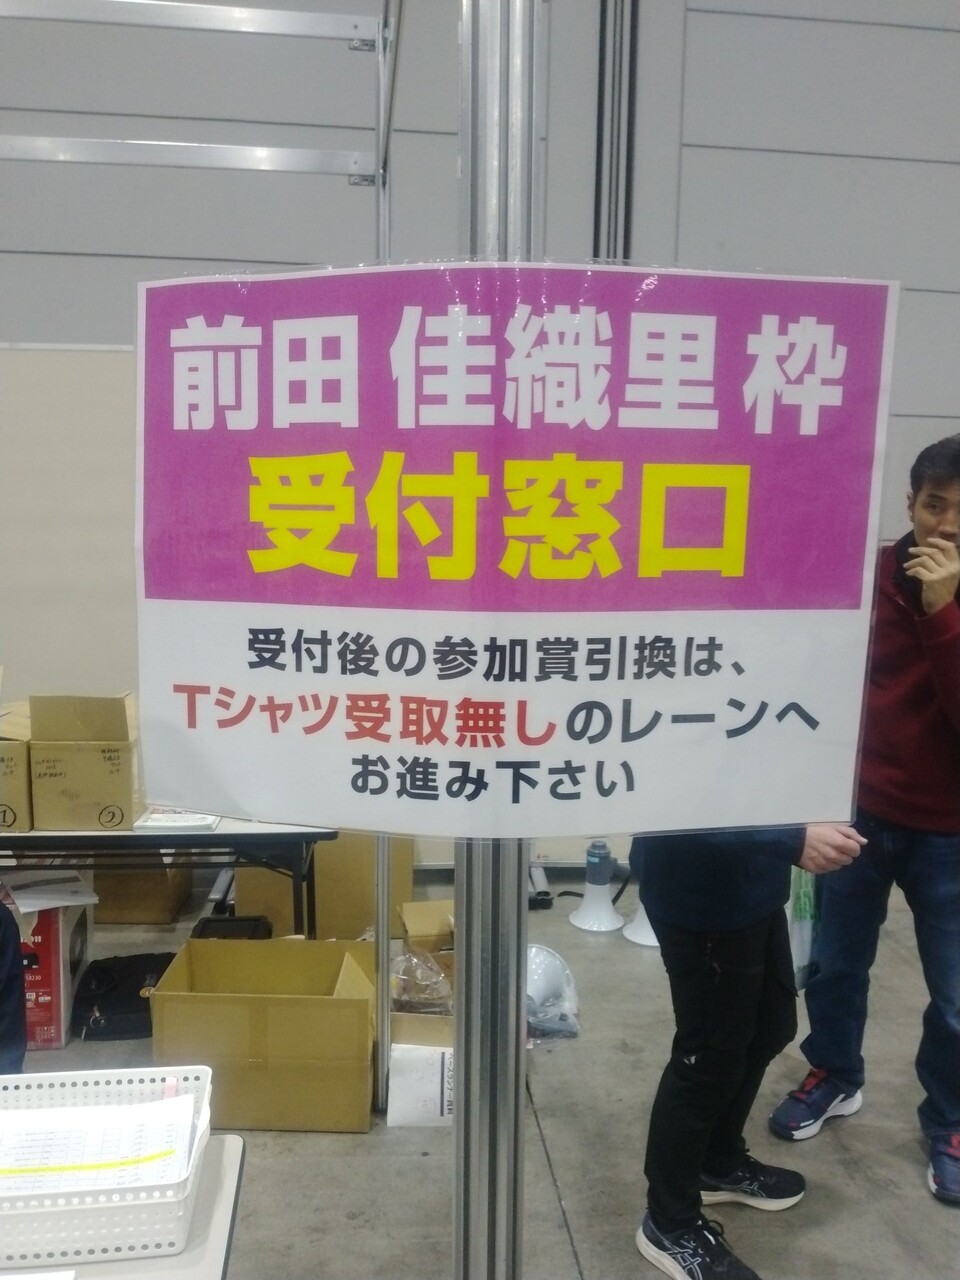 前田 佳織里 枠
受付窓口
受付後の参加賞引換は、
Tシャツ受取無しのレーンへ
お進み下さい
1
2